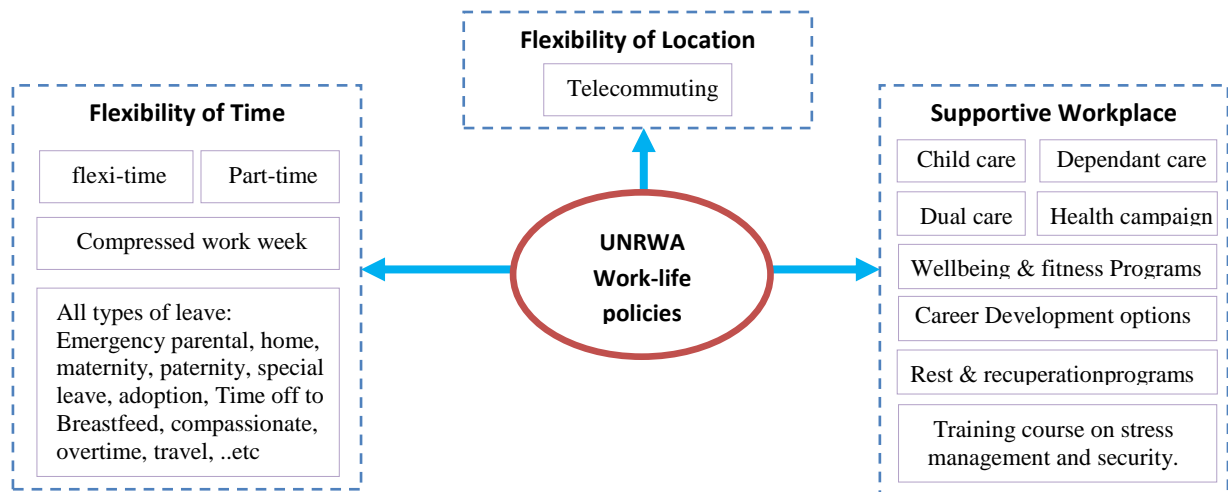 Flexibility of Location
Telecommuting
Flexibility of Time
flexi-time
Part-time
Compressed work week
All types of leave:
Emergency parental, home,
maternity, paternity, special
leave, adoption, Time off to
Breastfeed, compassionate,
overtime, travel, ..etc
UNRWA
Work-life
policies
Supportive Workplace
Child care
Dependant care
Dual care
Health campaign
Wellbeing & fitness Programs
Career Development options
Rest & recuperationprograms
Training course on stress
management and security.